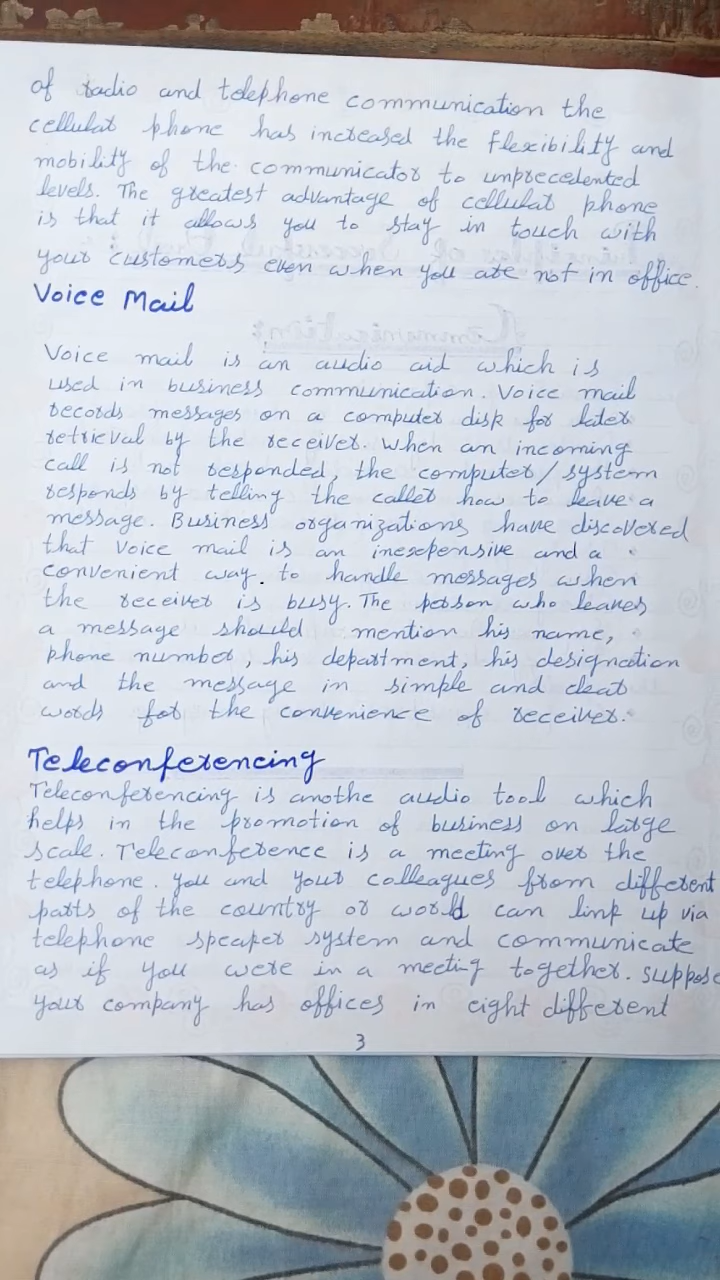 of radio and telephone communication the
cellular phone has increased the flexibility and
mobility of the communicator to unprecedented
levels. The greatest advantage of cellular phone
is that it allows you to stay in touch with
your customers even when you are not in office.
Voice Mail
Voice mail is an audio aid which is
used in business communication. Voice mail
records messages on a computer disk for later
retrieval by the receiver. When an incoming
call is not responded, the computer/system
responds by telling the caller how to leave a
message. Business organizations have discovered
that voice mail is an inexpensive and a
convenient way. to handle messages when
the receiver is busy. The person who leaves
a message should mention his name,
phone number, his department, his designation
and the message in simple and clear
words for the convenience of receiver.
Teleconferencing
Teleconferencing is anothe audio tool which
helps in the promotion of business on large
scale. Teleconference is a meeting over the
telephone. you and your colleagues from different
parts of the country or world can link up via
telephone speaper system and communicate
as if you were in a meeting together. suppose
your company has offices in eight different
3